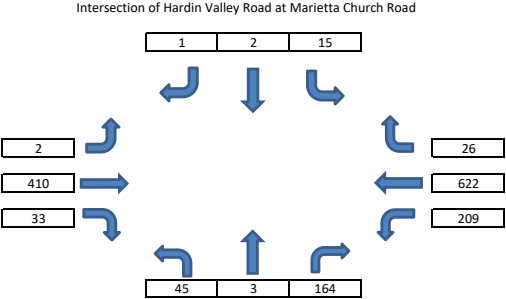 Intersection of Hardin Valley Road at Marietta Church Road
1 2 15
2 26
410 622
33 209
45 3 164